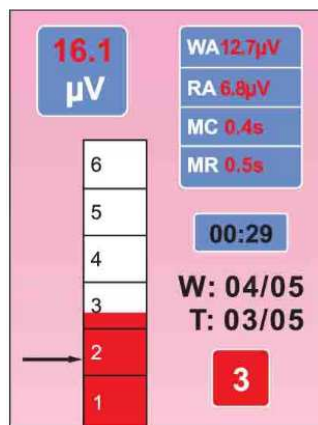 16.1
µV
WA 12.7µV
RA 6.8µV
MC 0.4s
MR 0.5s
6
5
4
3
2
1
00:29
W: 04/05
T: 03/05
3